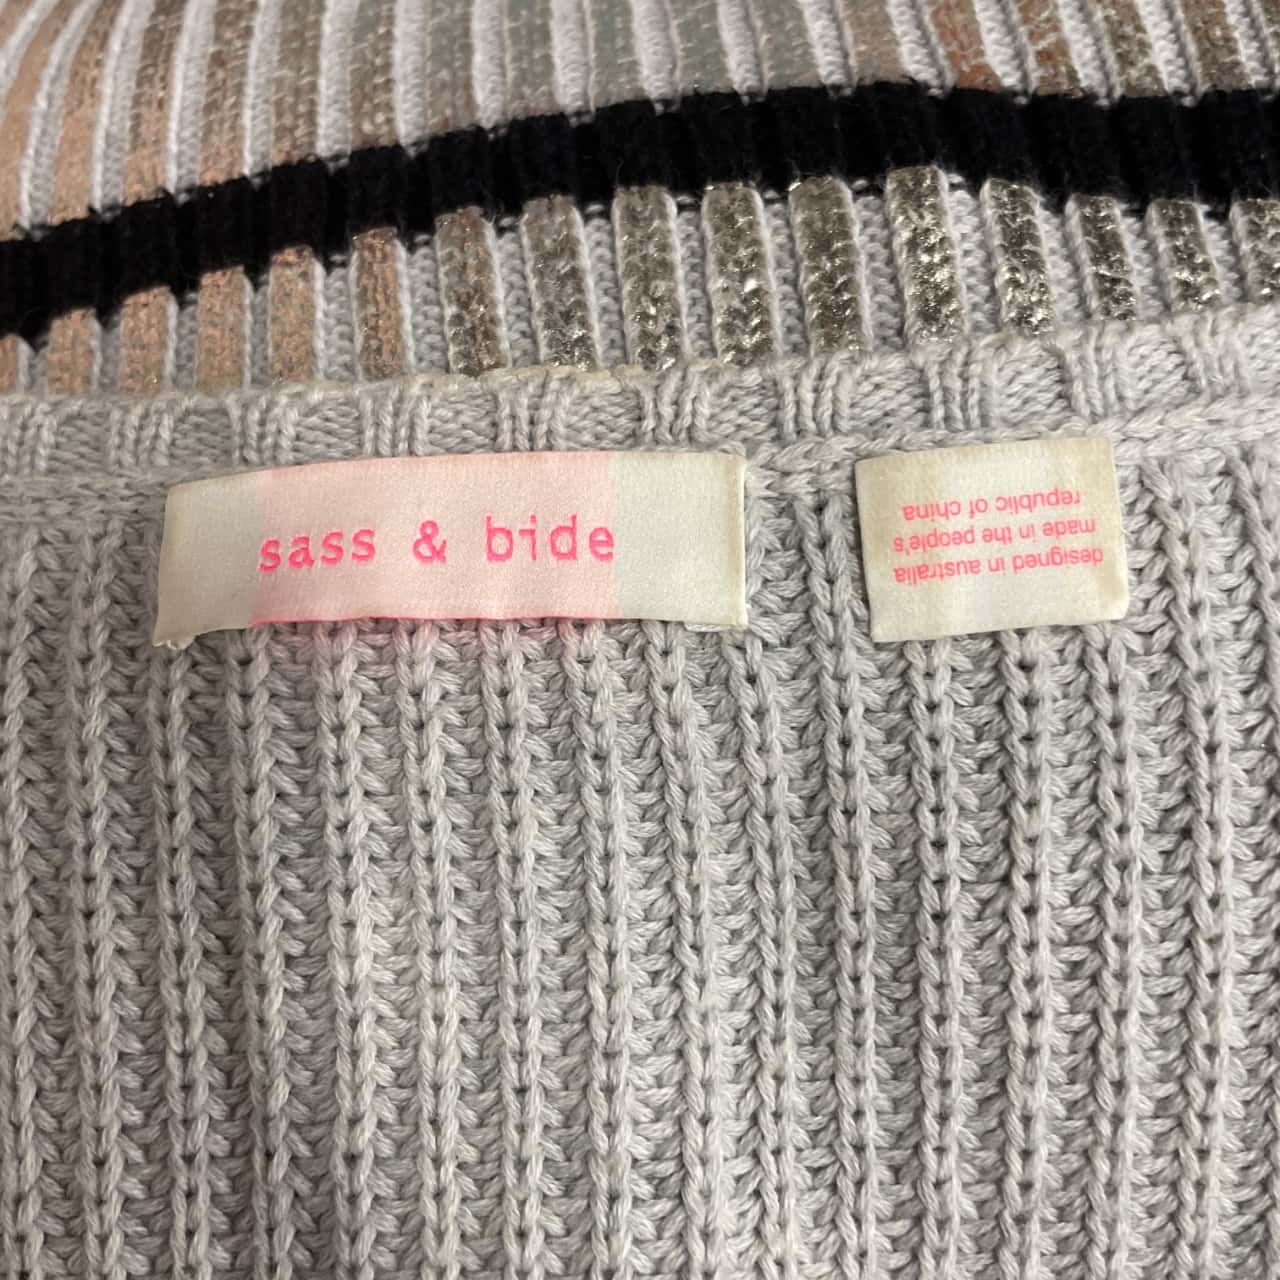 sass & bide
designed in australia
made in the people's
republic of china.